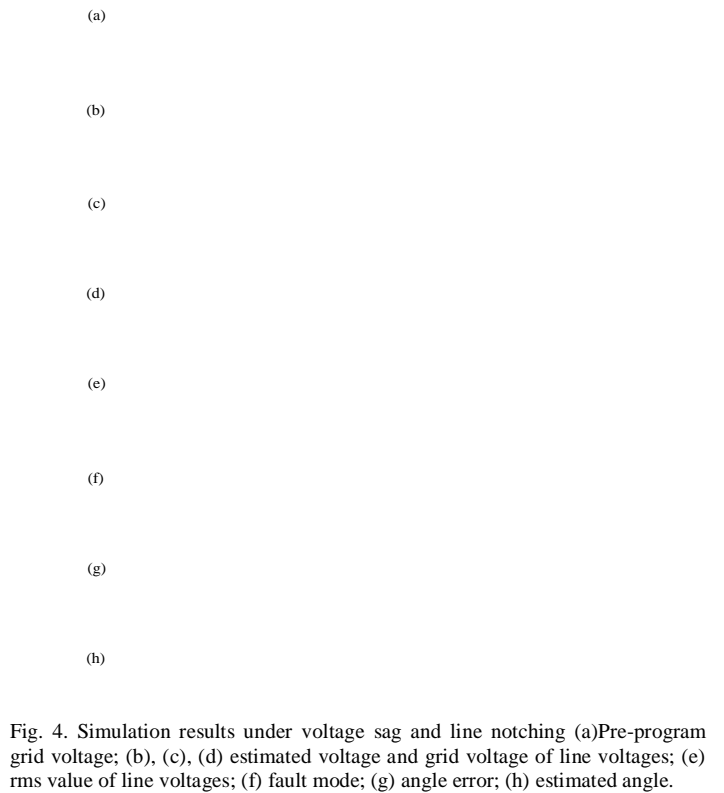 (a)
(b)
(c)
(d)
(e)
(f)
(g)
(h)
Fig. 4. Simulation results under voltage sag and line notching (a)Pre-program
grid voltage; (b), (c), (d) estimated voltage and grid voltage of line voltages; (e)
rms value of line voltages; (f) fault mode; (g) angle error; (h) estimated angle.